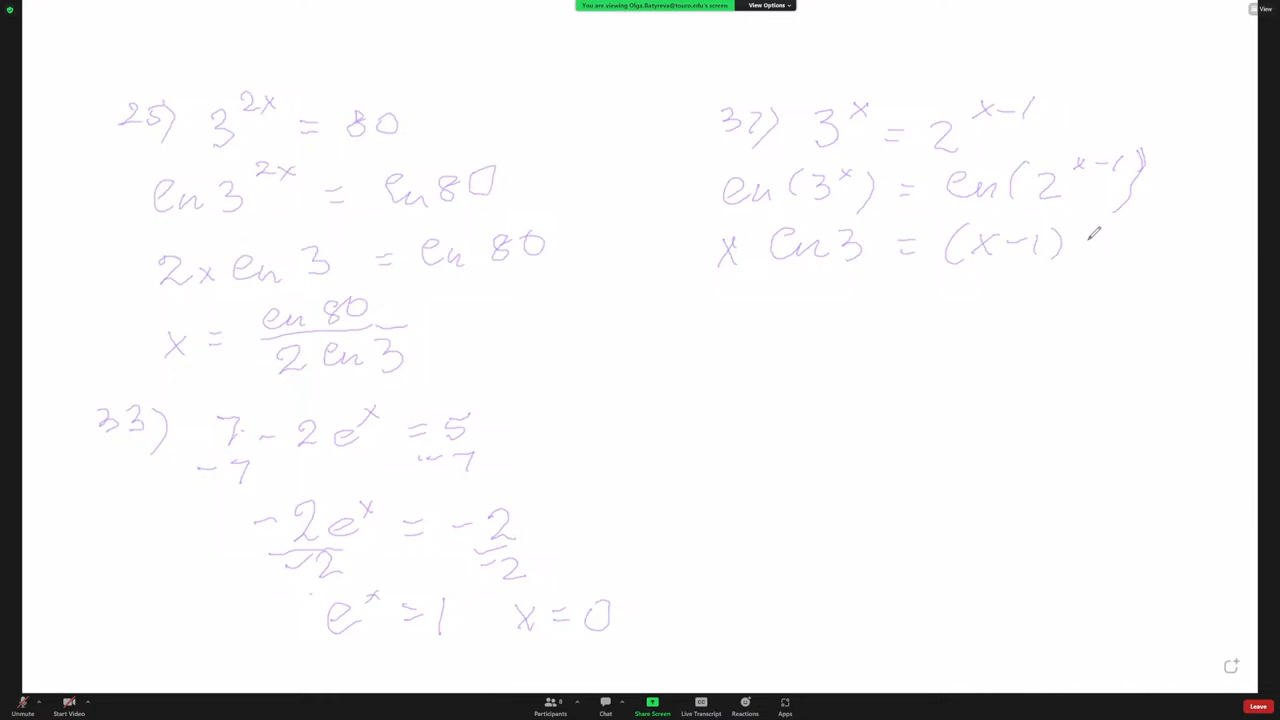 You are viewing Olga.Batyreva@touro.edu's screen
View Options
View
25) 3^{2x} = 80
ln 3^{2x} = ln 80
2x ln 3 = ln 80
x = \frac{ln 80}{2 ln 3}
33) 7 - 2e^x = 5
-7 -7
-2e^x = -2
-2 -2
e^x = 1 x = 0
37) 3^x = 2^{x-1}
ln(3^x) = ln(2^{x-1})
x ln 3 = (x-1)
Unmute
Start Video
Participants
8
Chat
Share Screen
Live Transcript
Reactions
Apps
Leave